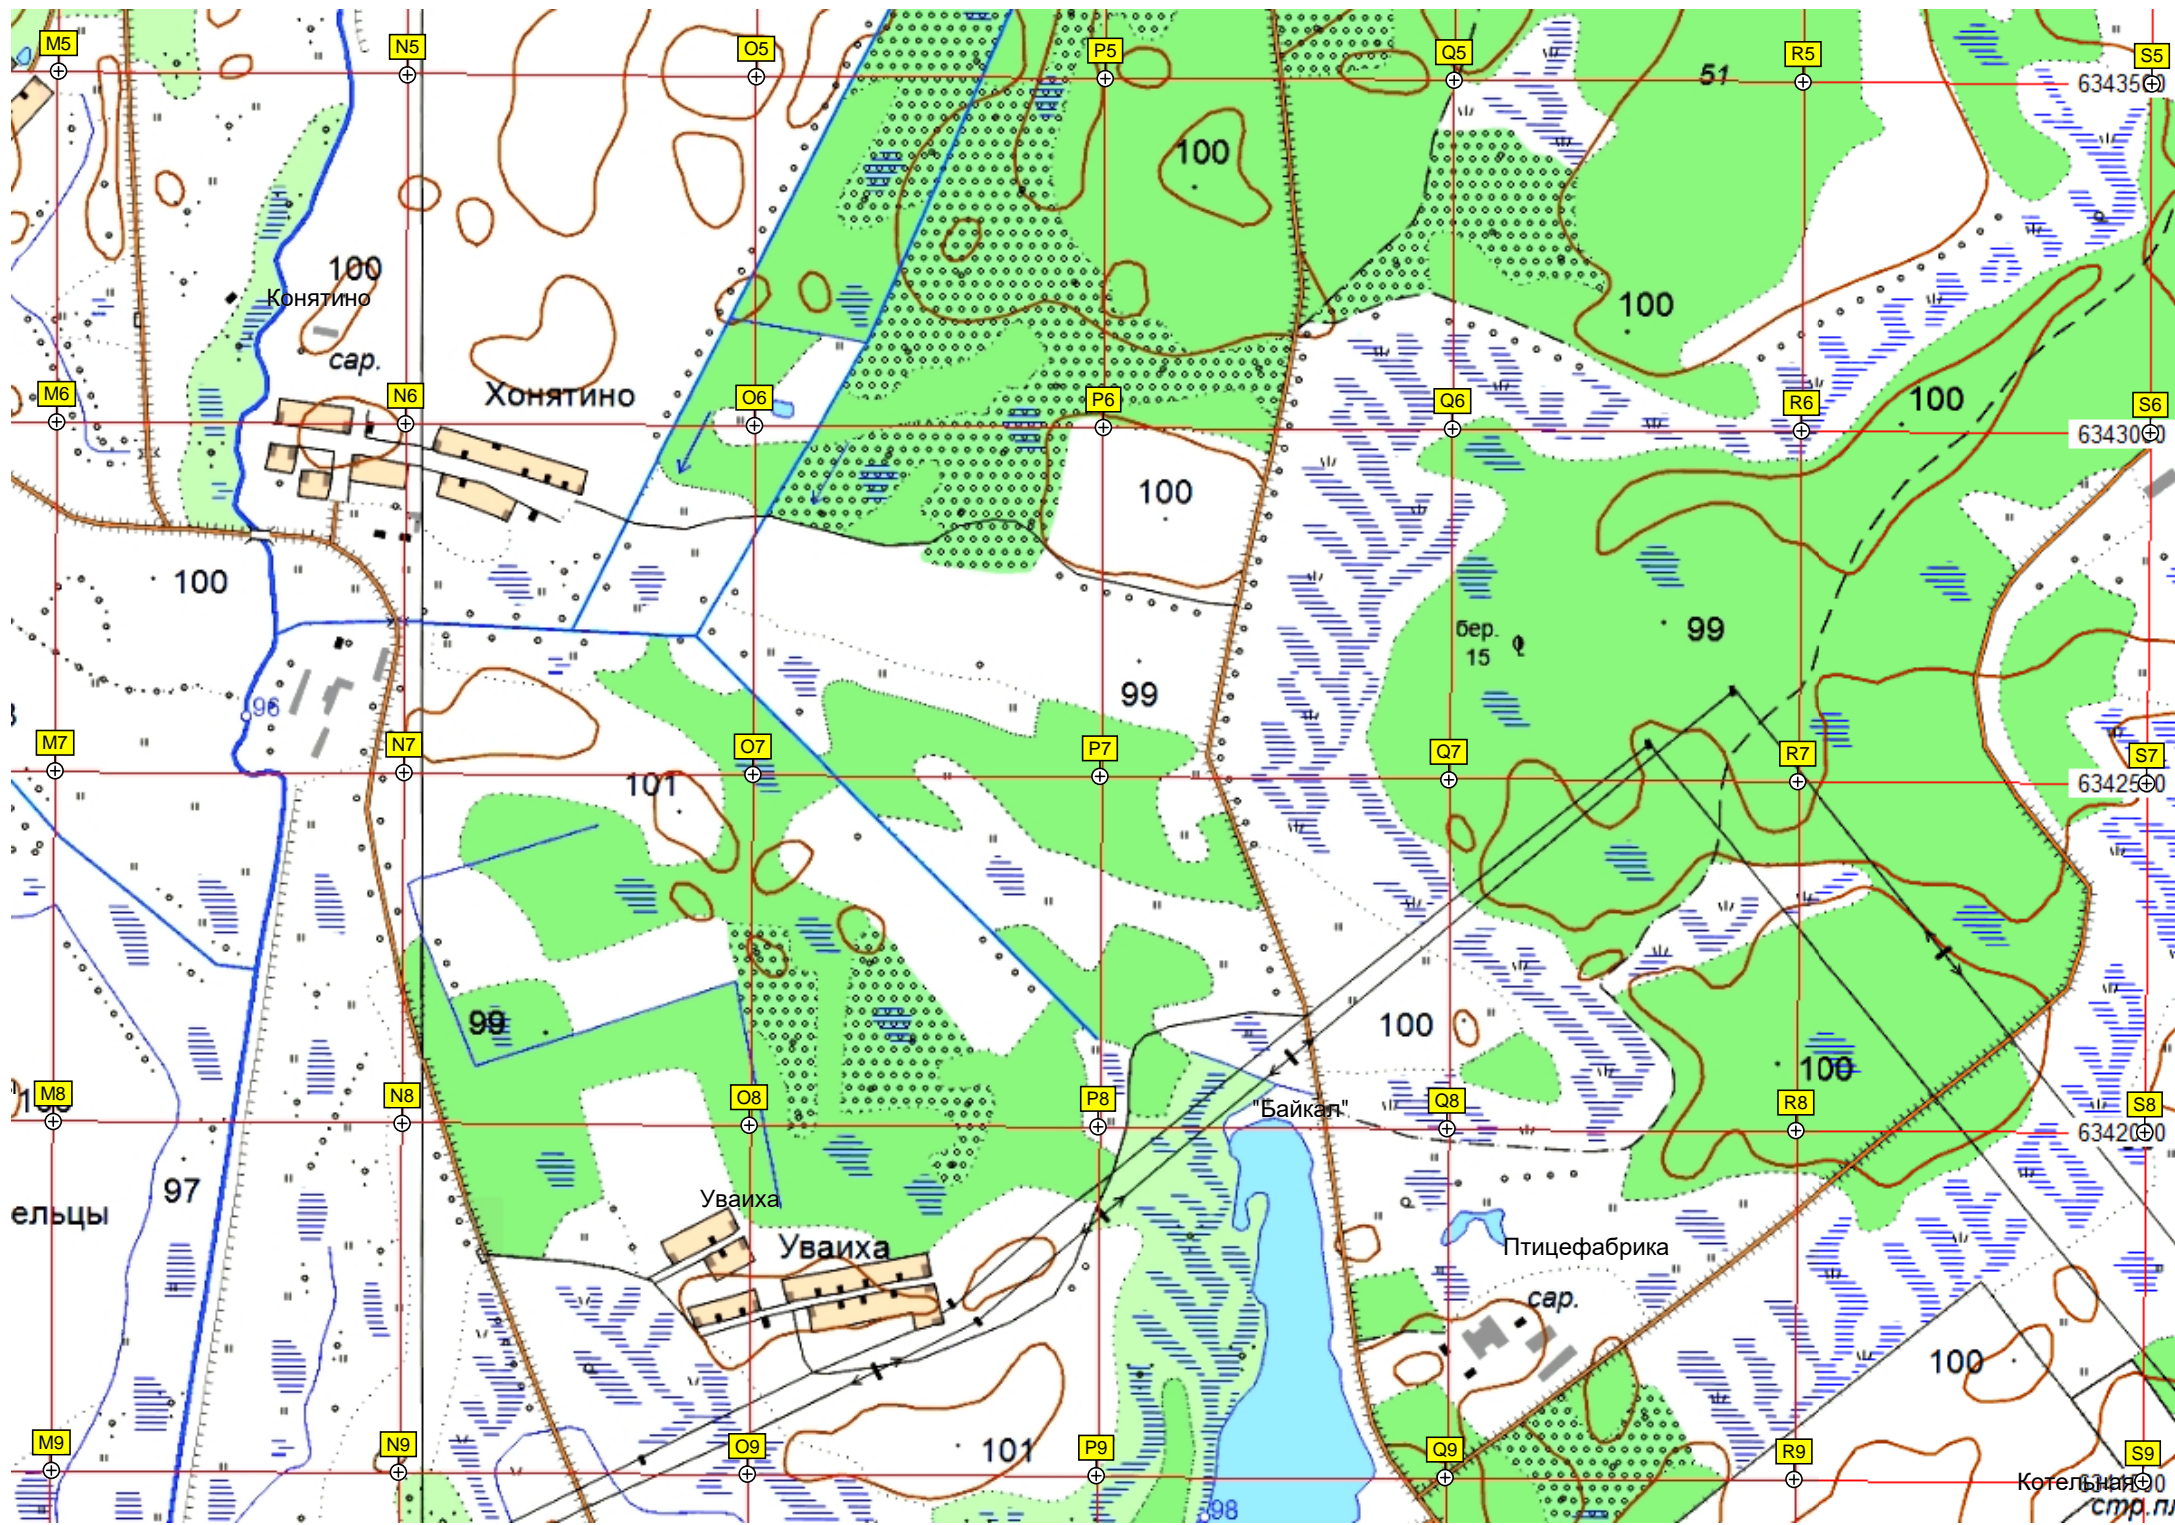 M5
N5
O5
P5
Q5
R5
S5
51
6343500
100
100
Конятино
100
сар.
Хонятино
M6
N6
O6
P6
Q6
R6
100
S6
6343000
100
100
бер.
15
99
99
96
M7
N7
O7
P7
Q7
R7
S7
101
6342500
99
100
100
M8
N8
O8
P8
"Байкал"
Q8
R8
S8
6342000
97
ельцы
Уваиха
Уваиха
Птицефабрика
сар.
100
M9
N9
O9
101
P9
Q9
R9
S9
Котельная
98
стр.п